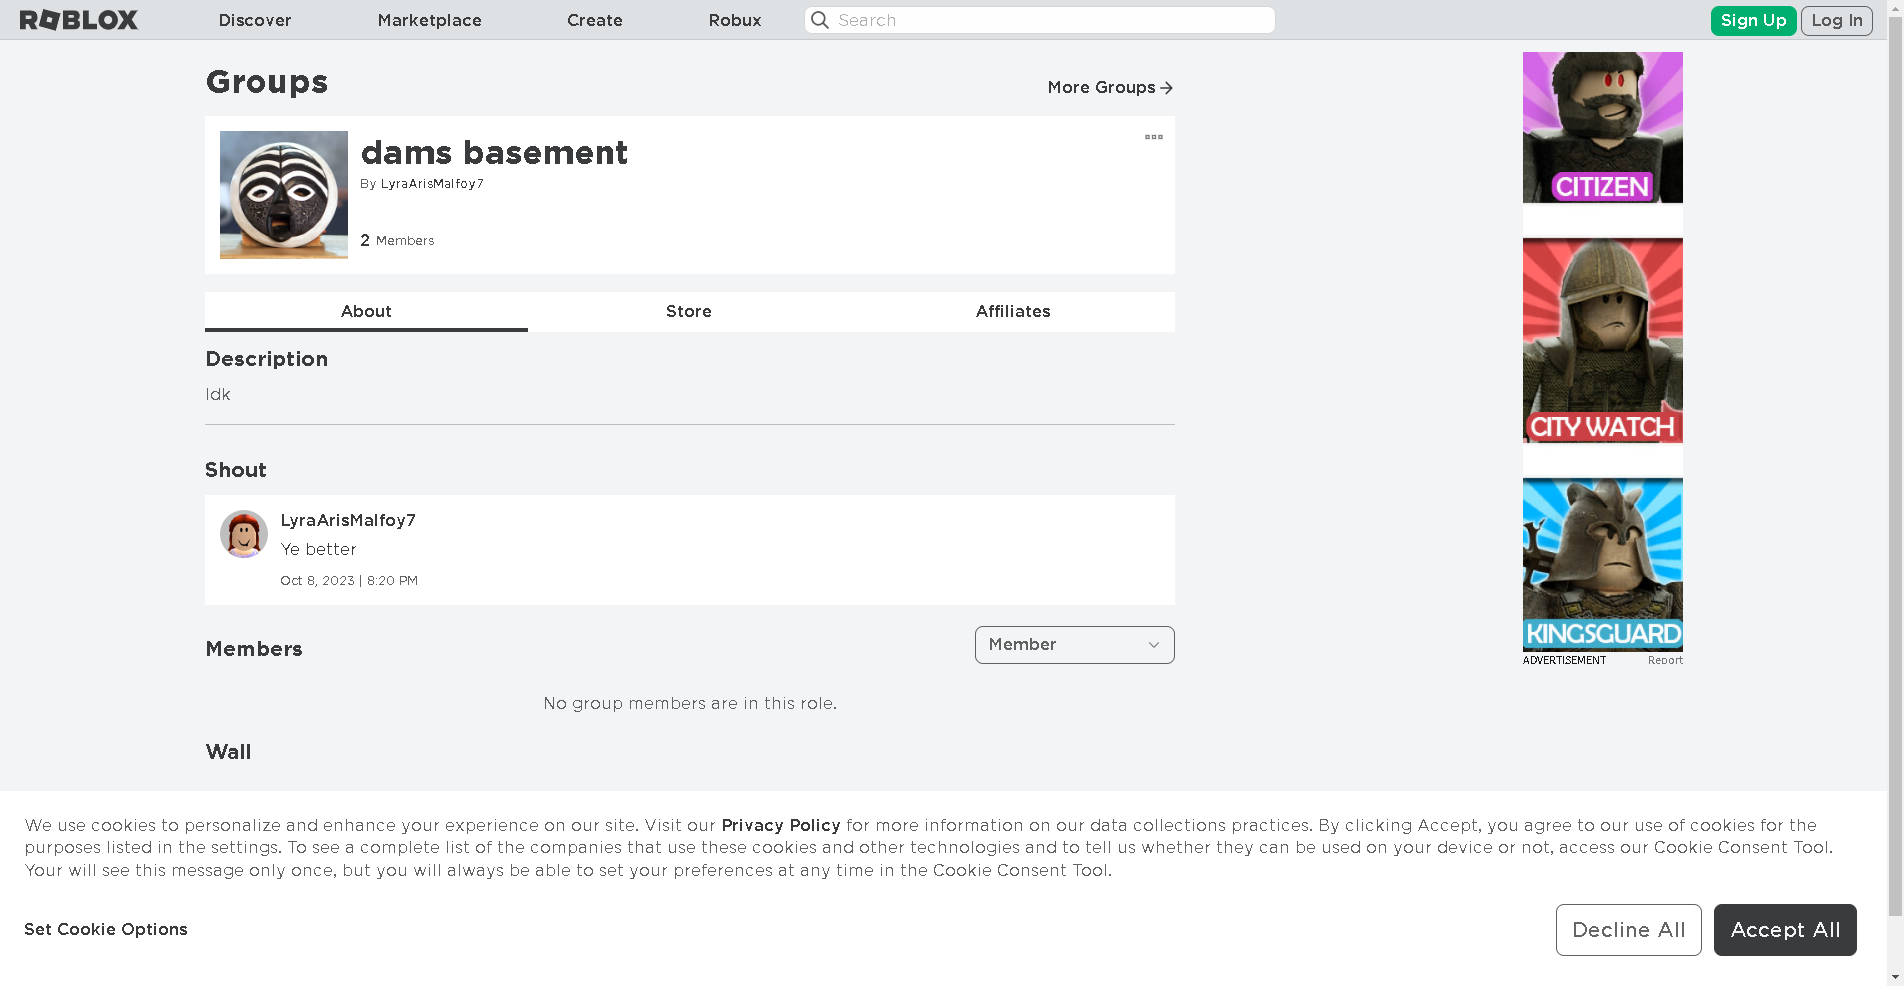 ROBLOX
Discover
Marketplace
Create
Robux
Search
Sign Up
Log In
Groups
More Groups
dams basement
By LyraArisMalfoy7
2 Members
About
Store
Affiliates
Description
Idk
Shout
LyraArisMalfoy7
Ye better
Oct 8, 2023 | 8:20 PM
Members
Member
No group members are in this role.
Wall
CITIZEN
CITY WATCH
KINGSGUARD
ADVERTISEMENT
Report
We use cookies to personalize and enhance your experience on our site. Visit our Privacy Policy for more information on our data collections practices. By clicking Accept, you agree to our use of cookies for the
purposes listed in the settings. To see a complete list of the companies that use these cookies and other technologies and to tell us whether they can be used on your device or not, access our Cookie Consent Tool.
Your will see this message only once, but you will always be able to set your preferences at any time in the Cookie Consent Tool.
Set Cookie Options
Decline All
Accept All